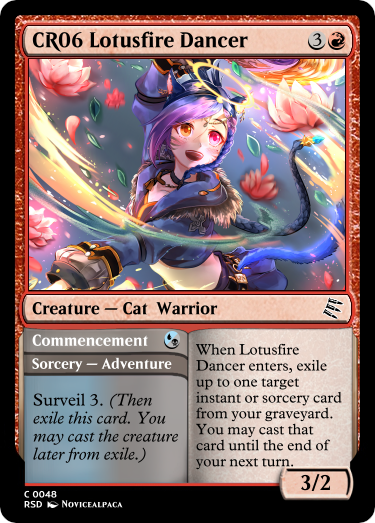 CR06 Lotusfire Dancer 3
Creature — Cat Warrior
Commencement
Sorcery — Adventure
Surveil 3. (Then
exile this card. You
may cast the creature
later from exile.)
When Lotusfire
Dancer enters, exile
up to one target
instant or sorcery card
from your graveyard.
You may cast that
card until the end of
your next turn.
3/2
C 0048
RSD NOVICEALPACA